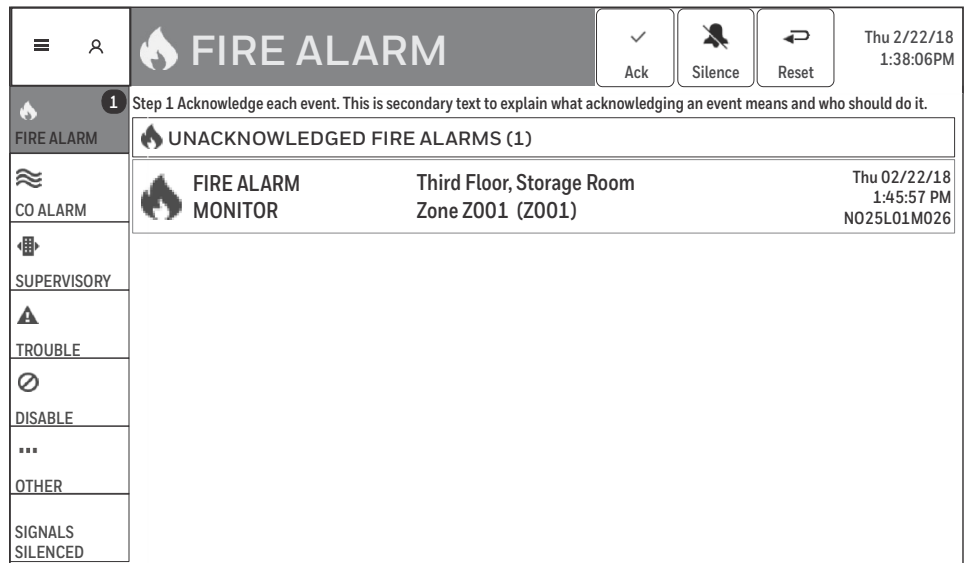 FIRE ALARM
Ack
Silence
Reset
Thu 2/22/18
1:38:06PM
1
FIRE ALARM
CO ALARM
SUPERVISORY
TROUBLE
DISABLE
OTHER
SIGNALS
SILENCED
Step 1 Acknowledge each event. This is secondary text to explain what acknowledging an event means and who should do it.
UNACKNOWLEDGED FIRE ALARMS (1)
FIRE ALARM
MONITOR
Third Floor, Storage Room
Zone Z001 (Z001)
Thu 02/22/18
1:45:57 PM
N025L01M026